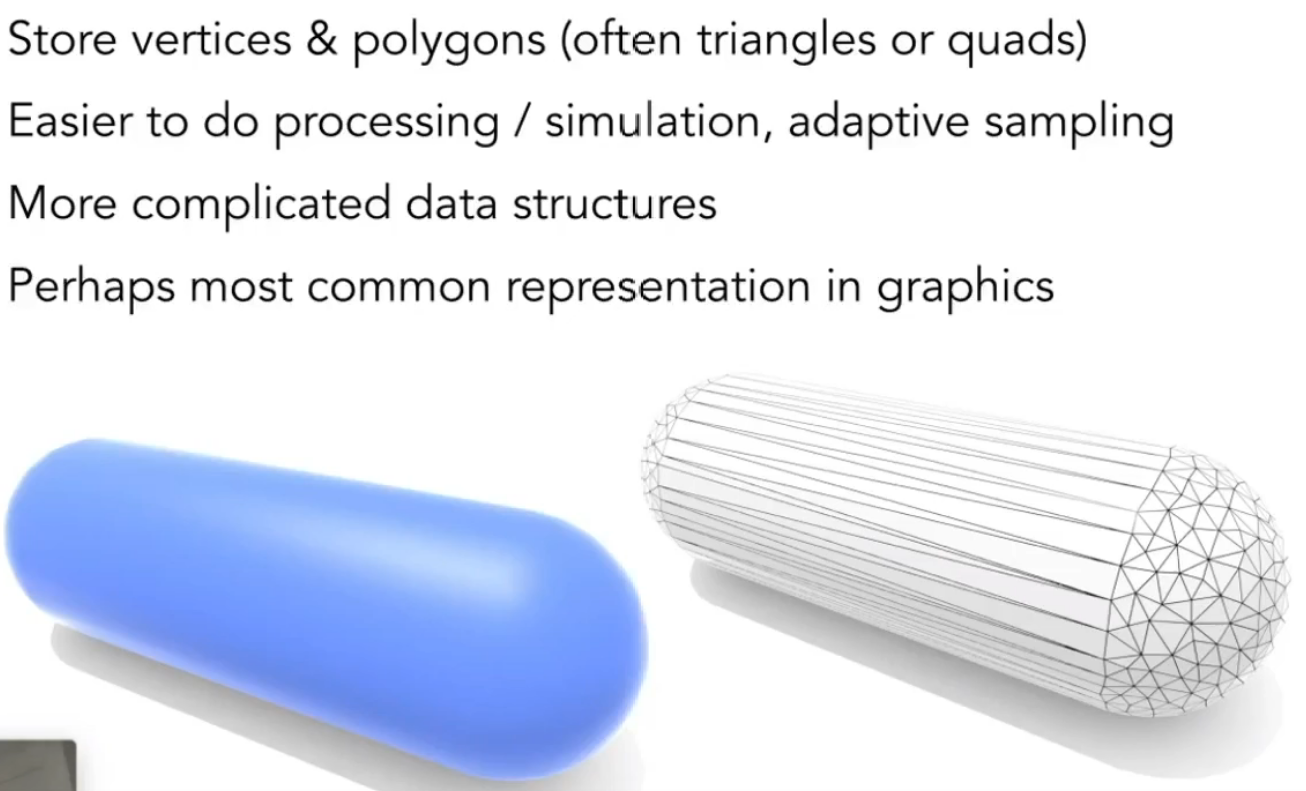 Store vertices & polygons (often triangles or quads)
Easier to do processing / simulation, adaptive sampling
More complicated data structures
Perhaps most common representation in graphics